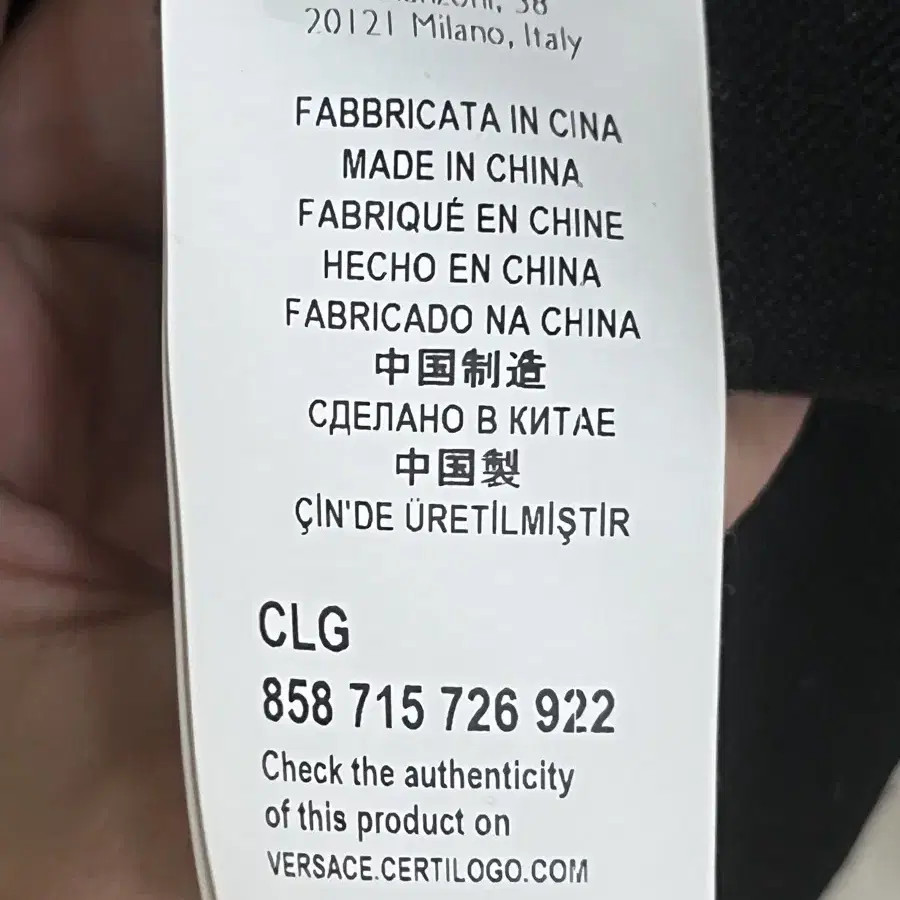 38
20121 Milano, Italy
FABBRICATA IN CINA
MADE IN CHINA
FABRIQUÉ EN CHINE
HECHO EN CHINA
FABRICADO NA CHINA
中国制造
СДЕЛАНО В КИТАЕ
中国製
ÇİN'DE ÜRETİLMİŞTİR
CLG
858 715 726 922
Check the authenticity
of this product on
VERSACE.CERTILOGO.COM